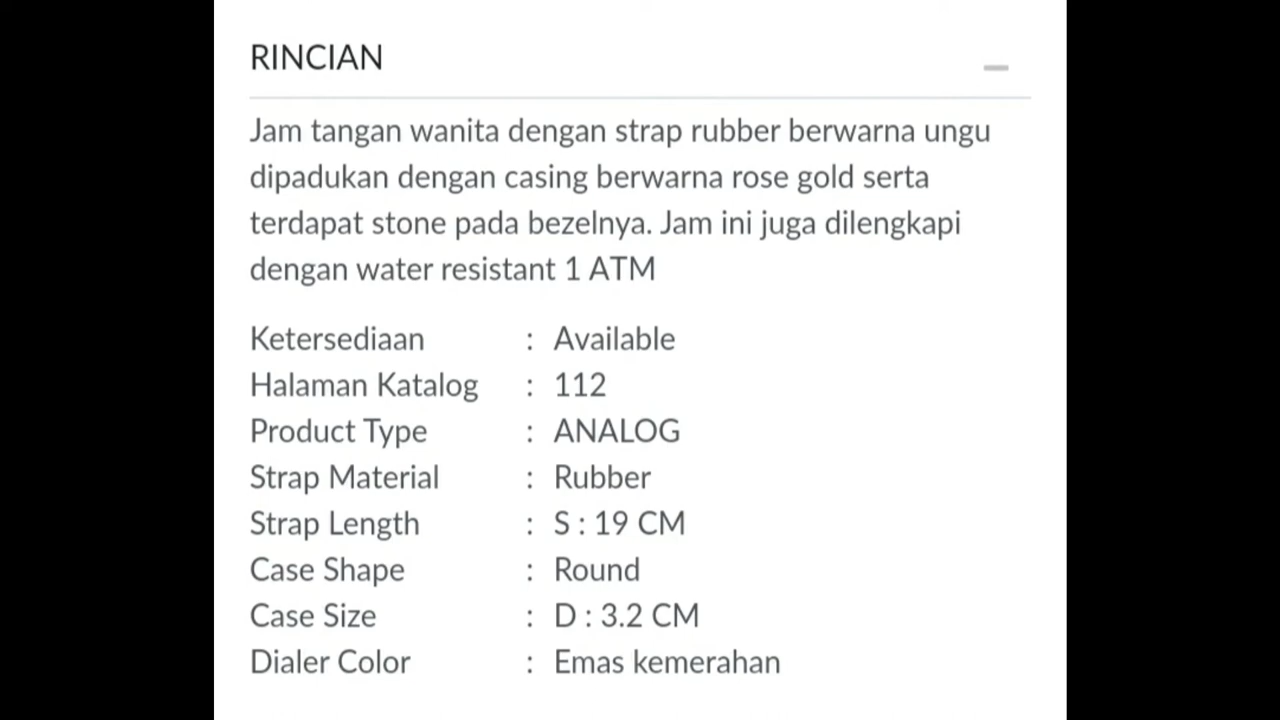 RINCIAN
Jam tangan wanita dengan strap rubber berwarna ungu
dipadukan dengan casing berwarna rose gold serta
terdapat stone pada bezelnya. Jam ini juga dilengkapi
dengan water resistant 1 ATM
Ketersediaan : Available
Halaman Katalog : 112
Product Type : ANALOG
Strap Material : Rubber
Strap Length : S : 19 CM
Case Shape : Round
Case Size : D : 3.2 CM
Dialer Color : Emas kemerahan